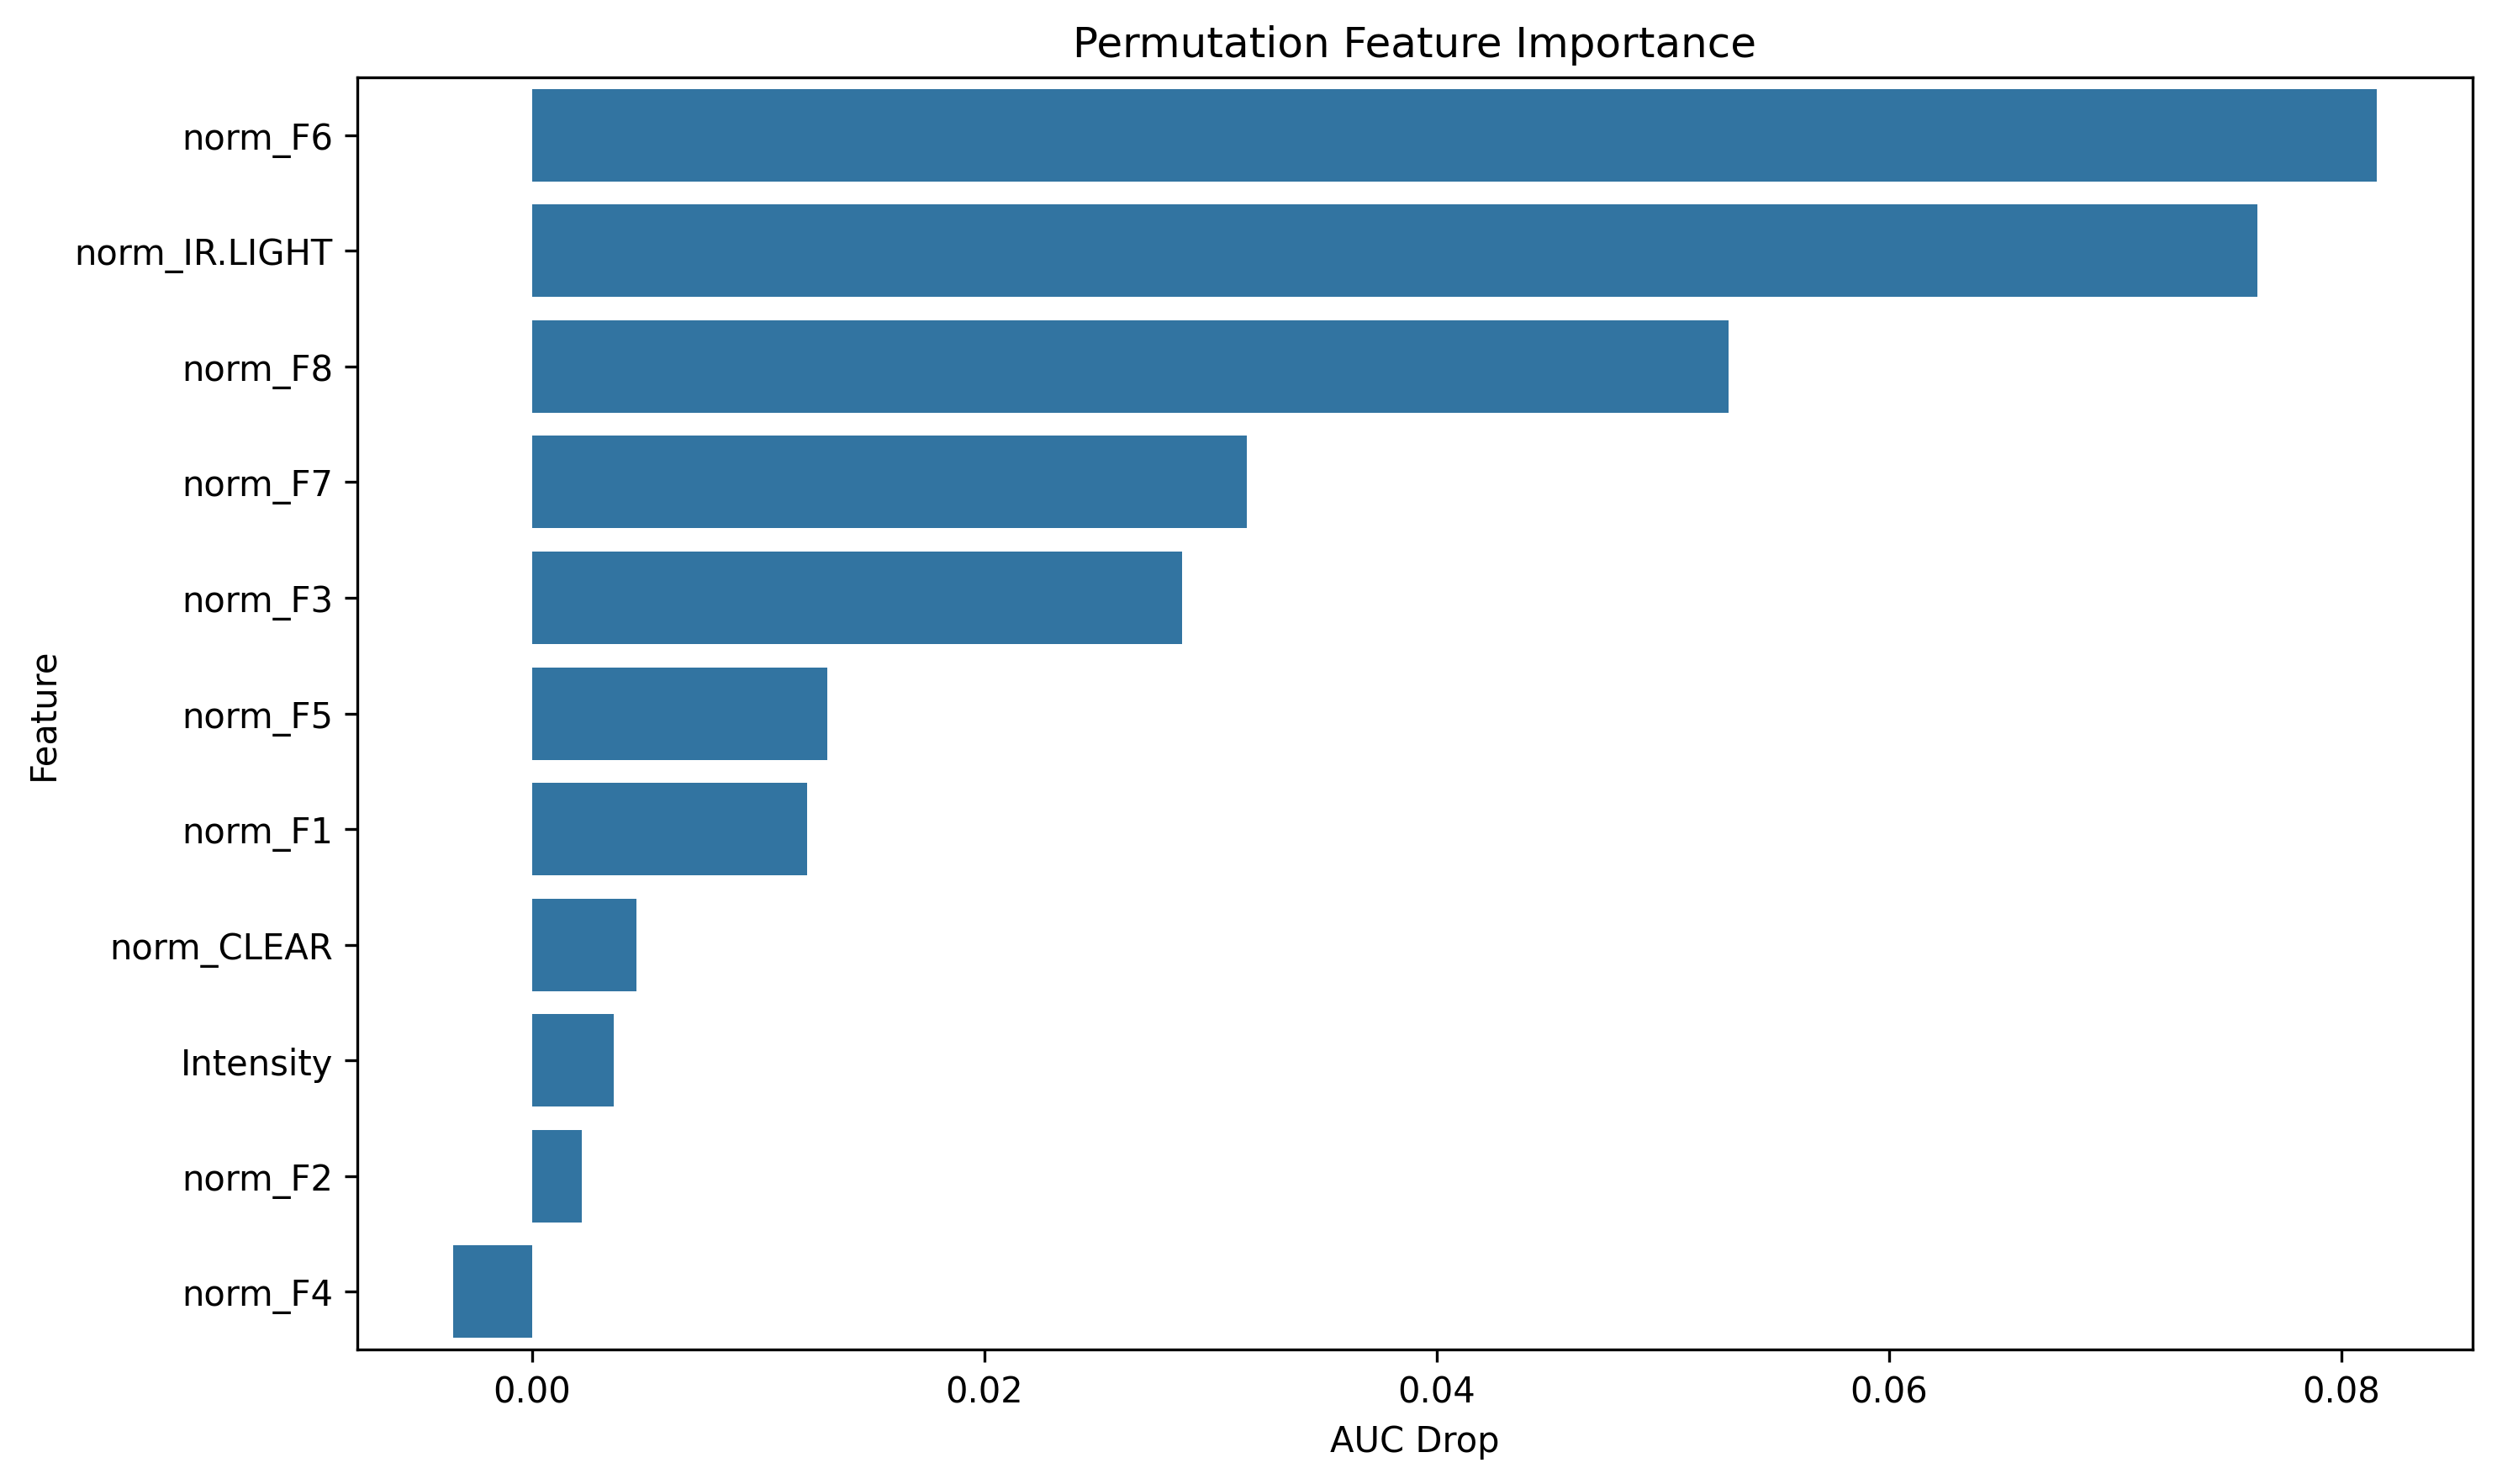 Permutation Feature Importance
norm_F6
norm_IR.LIGHT
norm_F8
norm_F7
norm_F3
norm_F5
norm_F1
norm_CLEAR
Intensity
norm_F2
norm_F4
Feature
0.00 0.02 0.04 0.06 0.08
AUC Drop